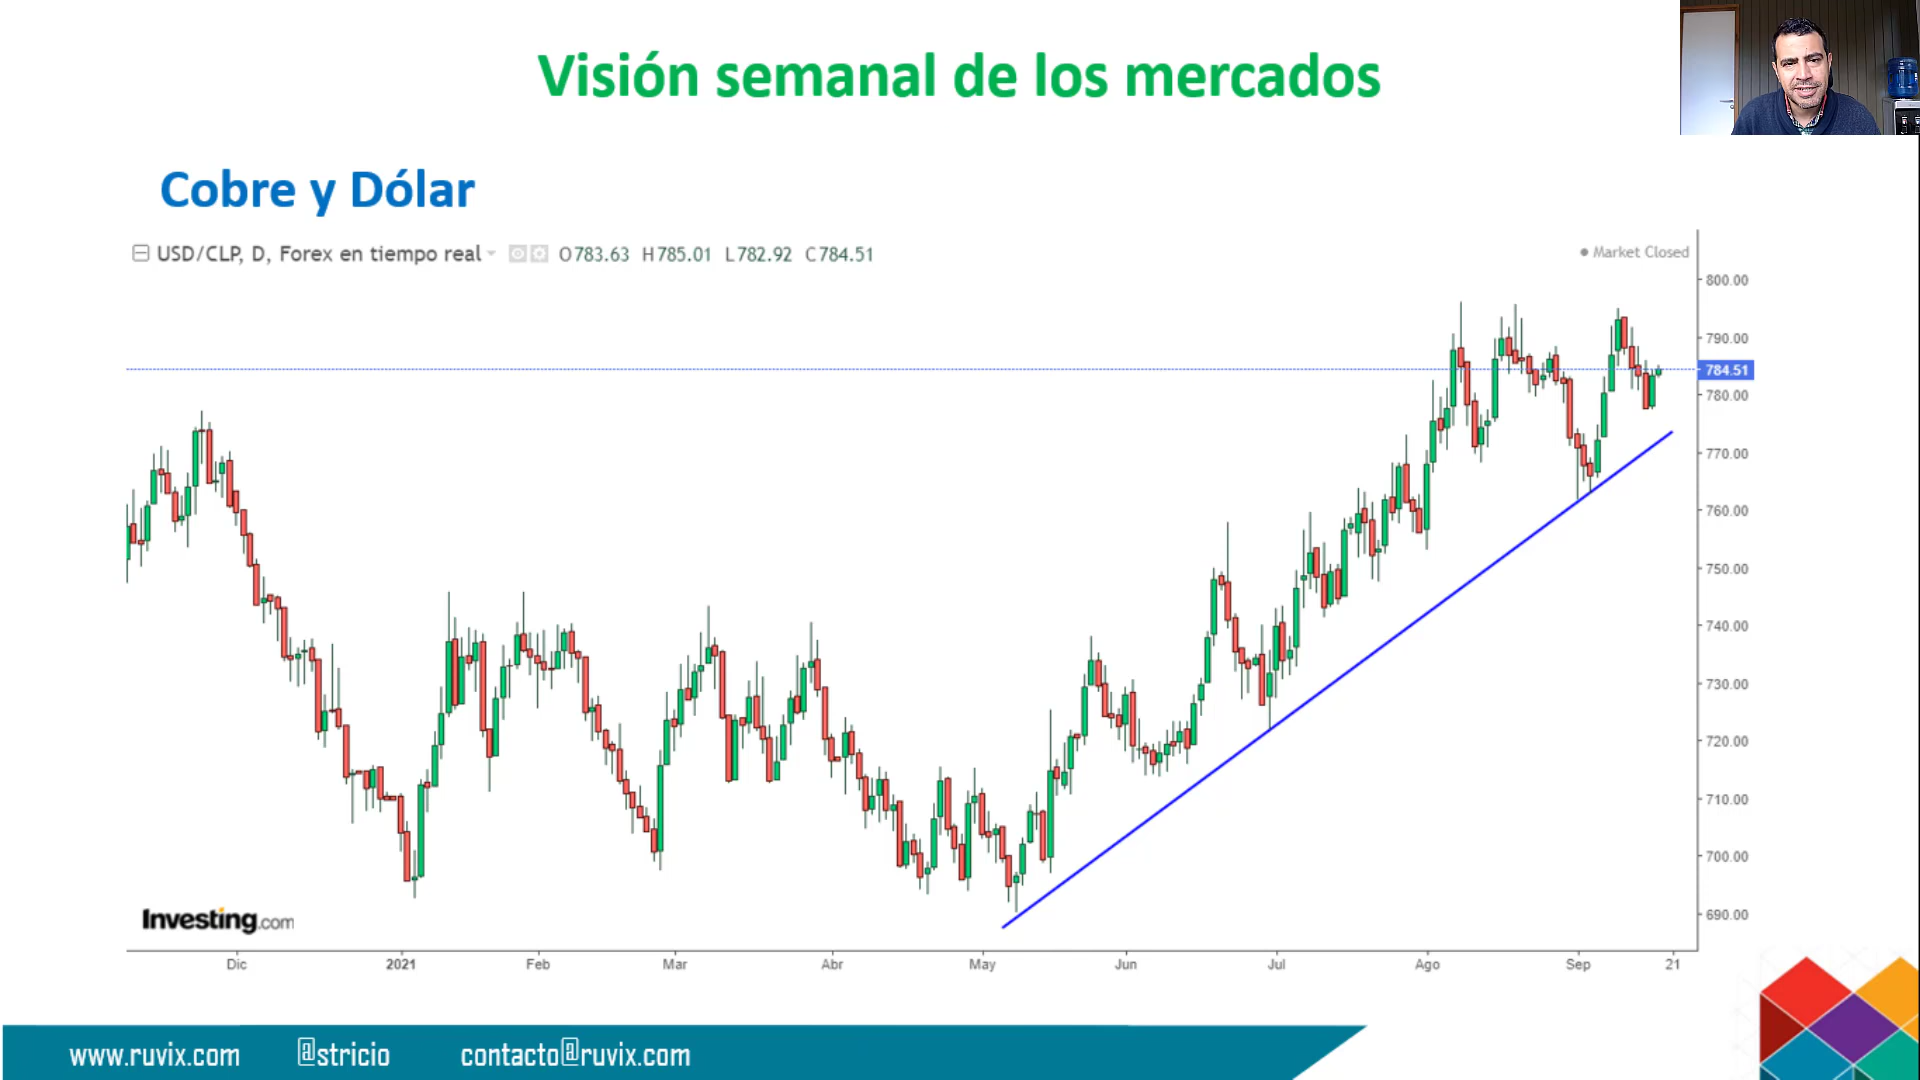 Visión semanal de los mercados
Cobre y Dólar
USD/CLP, D, Forex en tiempo real O783.63 H785.01 L782.92 C784.51
Market Closed
800.00
790.00
784.51
780.00
770.00
760.00
750.00
740.00
730.00
720.00
710.00
700.00
690.00
Investing.com
Dic 2021 Feb Mar Abr May Jun Jul Ago Sep 21
www.ruvix.com @stricio contacto@ruvix.com